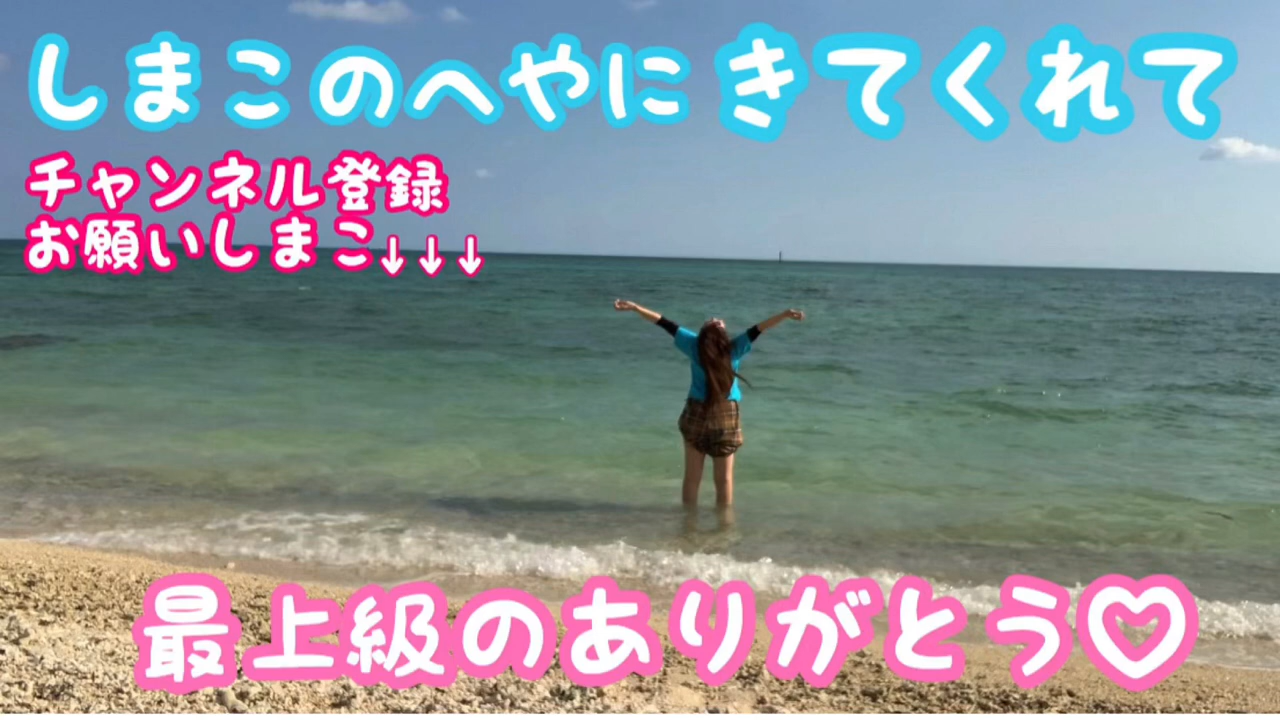 しまこのへやにきてくれて
チャンネル登録
お願いしまこ↓↓↓
最上級のありがとう♡